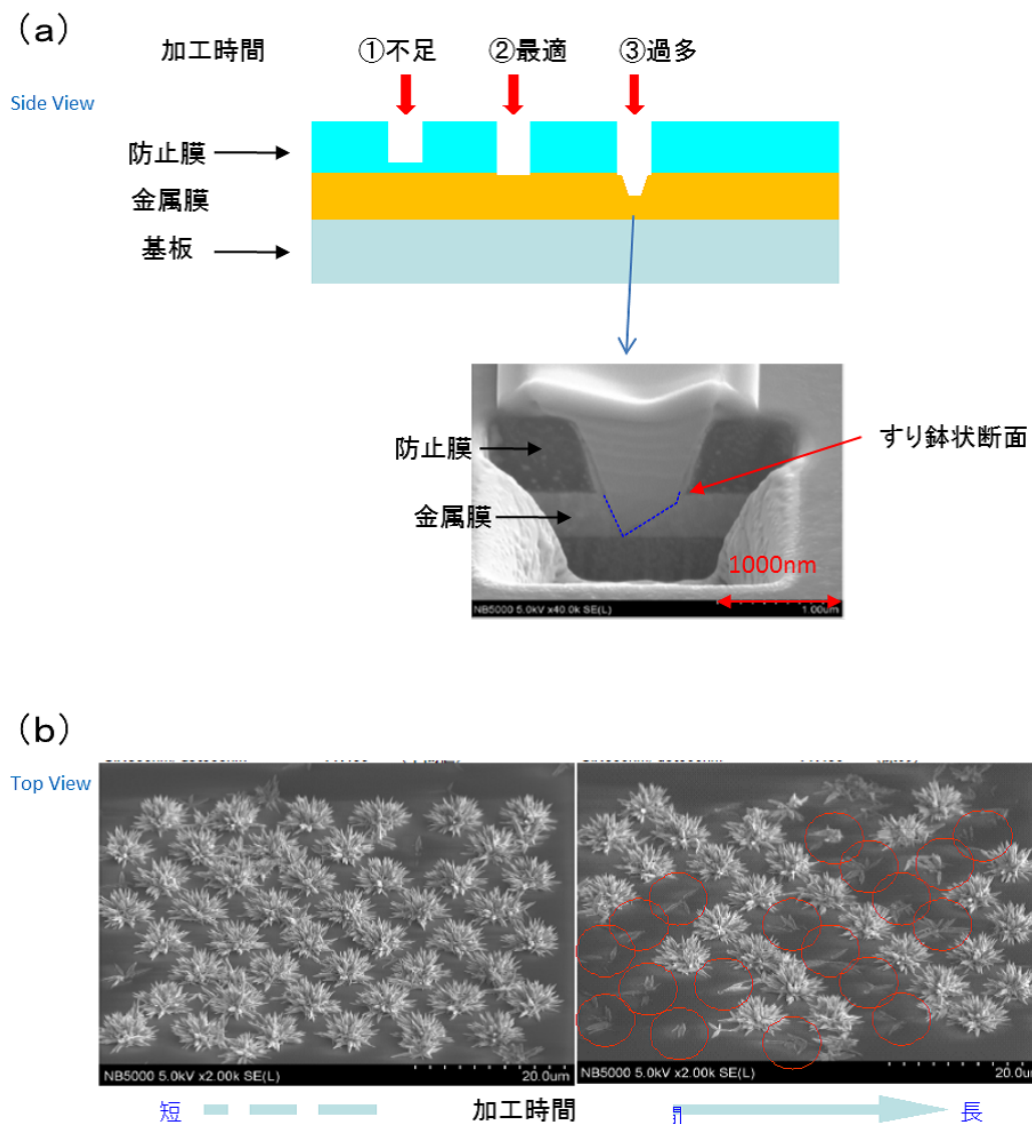 (a)
加工時間 ①不足 ②最適 ③過多
Side View
防止膜
金属膜
基板
防止膜
すり鉢状断面
金属膜
1000nm
NB5000 5.0kV x40.0k SE(L) 1.00um
(b)
Top View
NB5000 5.0kV x2.00k SE(L) 20.0um
NB5000 5.0kV x2.00k SE(L) 20.0um
短 加工時間 長